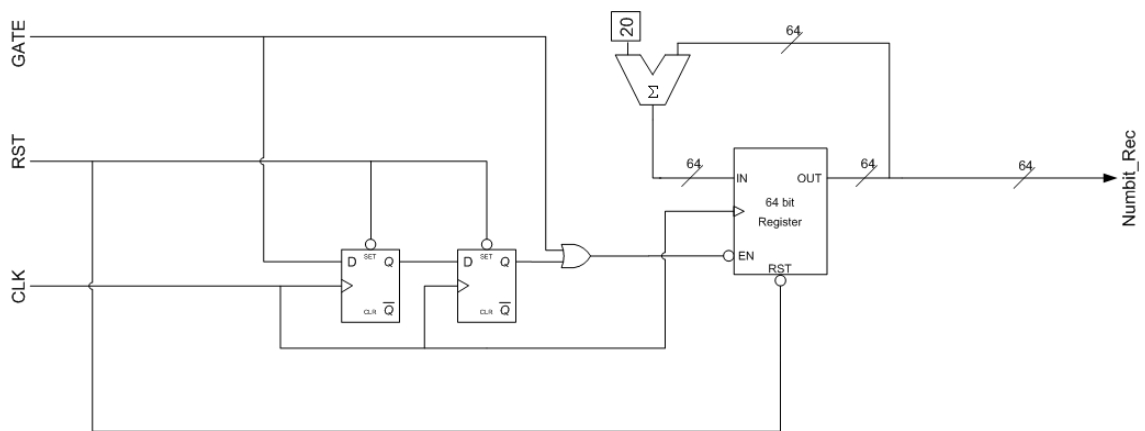 GATE
20
64
Σ
RST
64
IN
OUT
64
64
Numbit_Rec
64 bit
Register
D
SET
Q
D
SET
Q
EN
RST
CLK
CLR
Q
CLR
Q